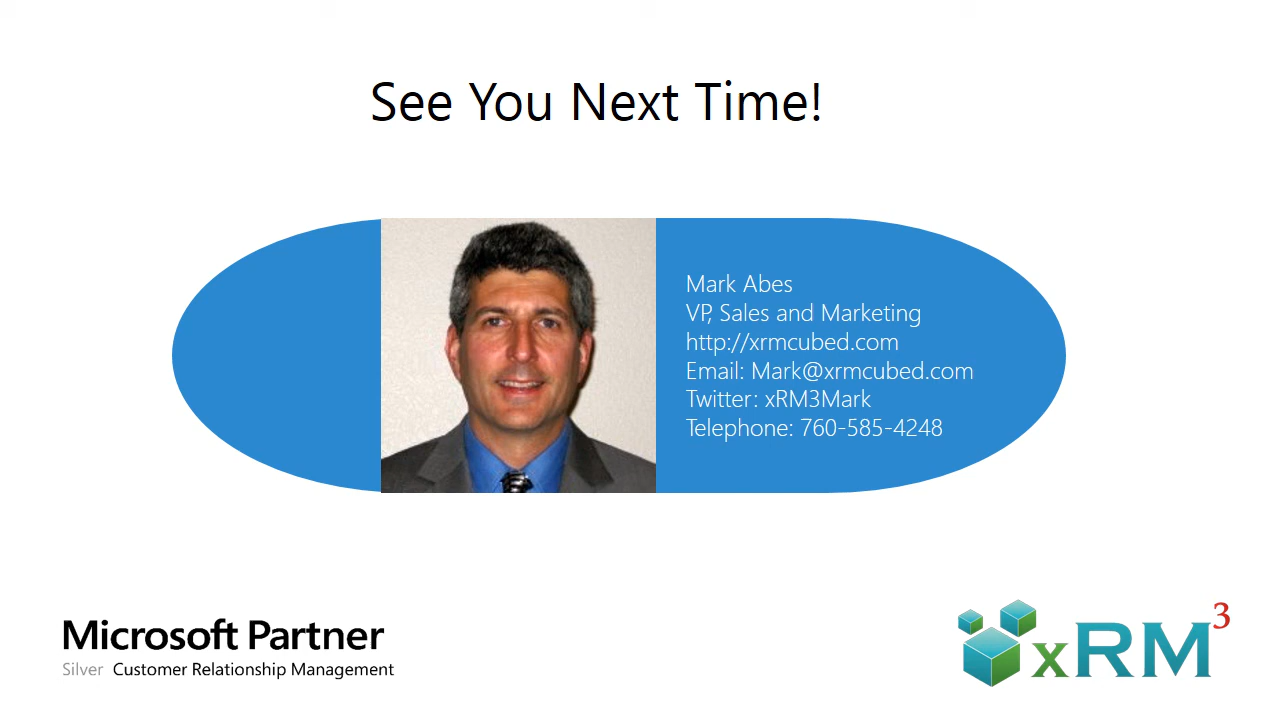 See You Next Time!
Mark Abes
VP, Sales and Marketing
http://xrmcubed.com
Email: Mark@xrmcubed.com
Twitter: xRM3Mark
Telephone: 760-585-4248
Microsoft Partner
Silver Customer Relationship Management
xRM3